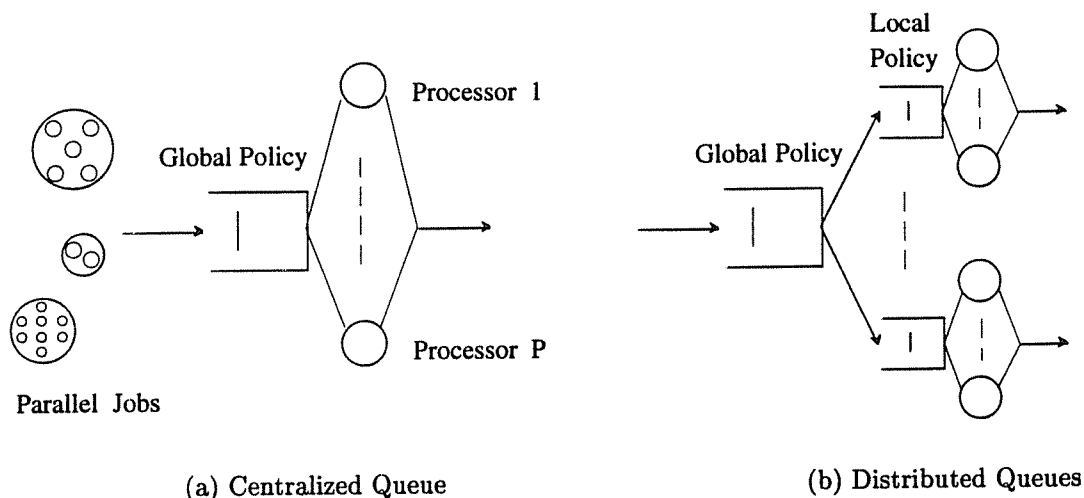 Local
Policy
Processor 1
Global Policy
Global Policy
Processor P
Parallel Jobs
(a) Centralized Queue
(b) Distributed Queues